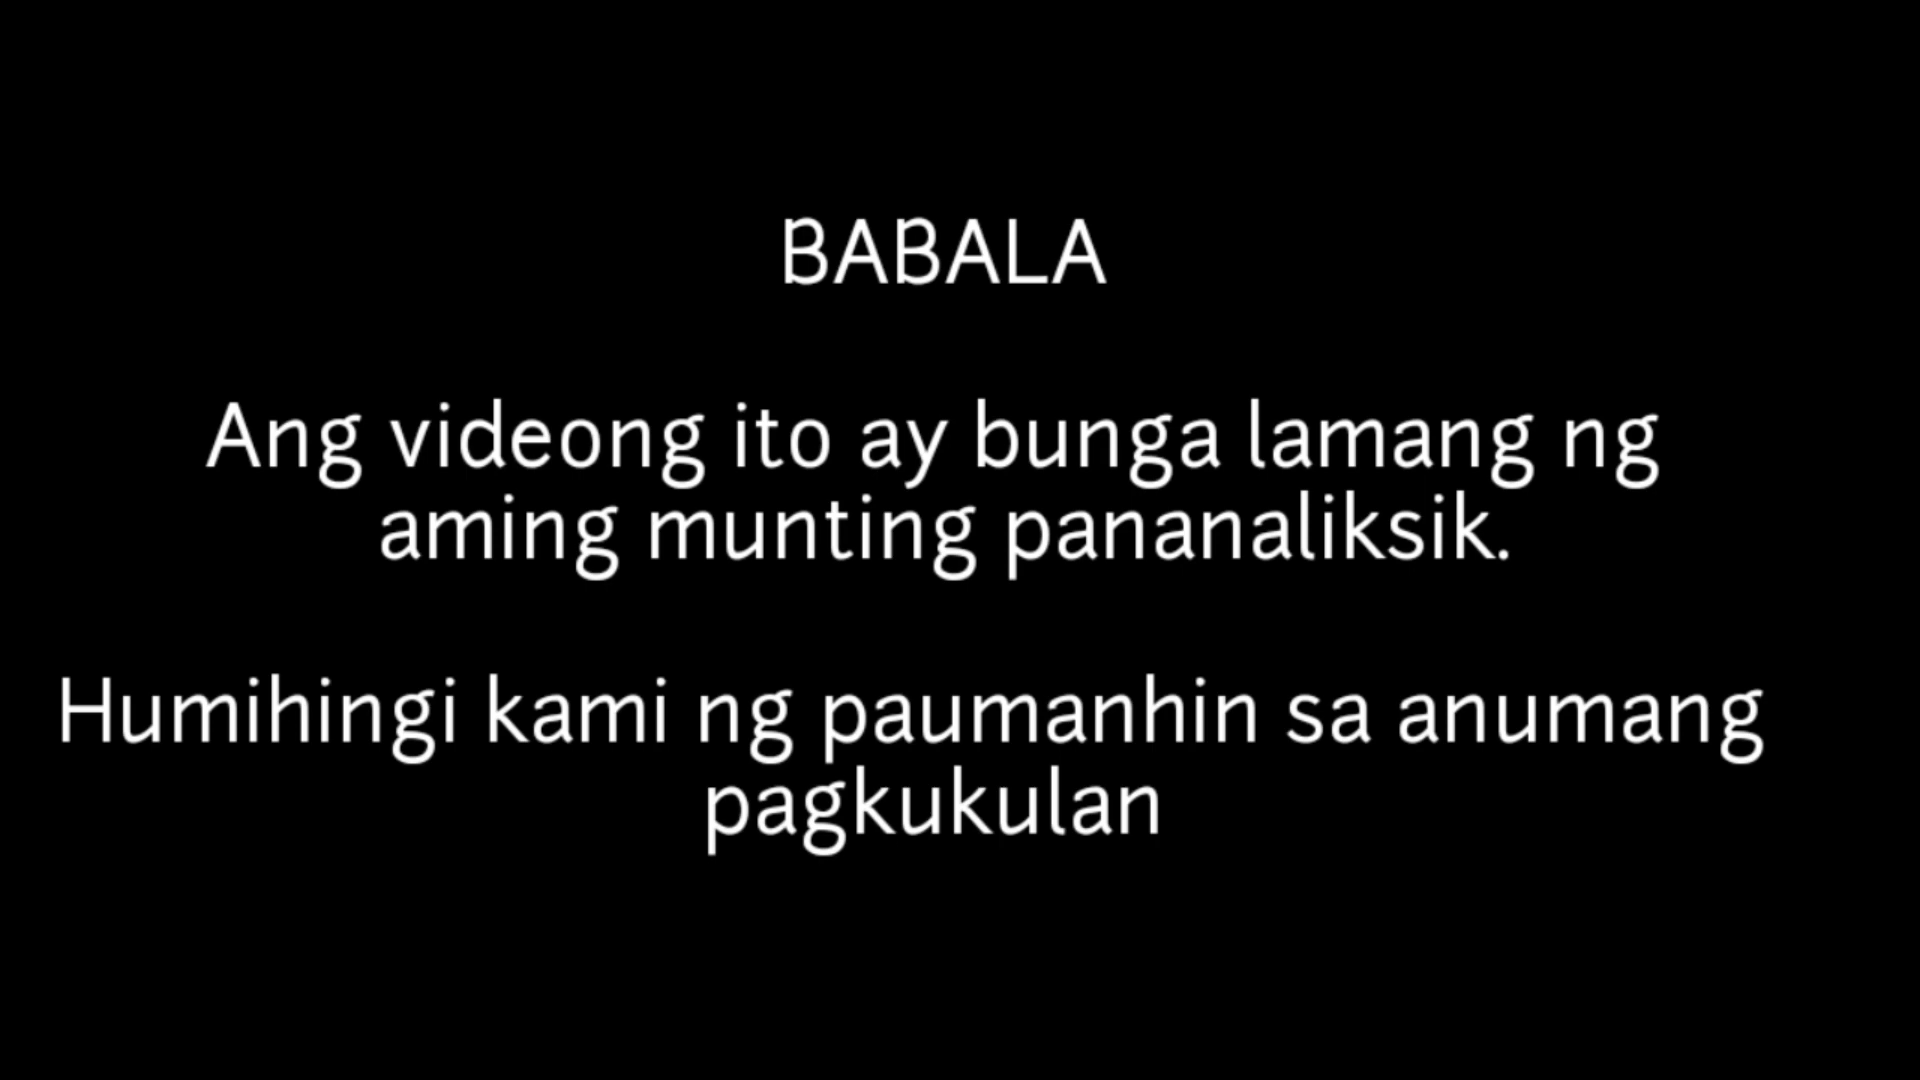 BABALA
Ang videong ito ay bunga lamang ng
aming munting pananaliksik.
Humihingi kami ng paumanhin sa anumang
pagkukulan